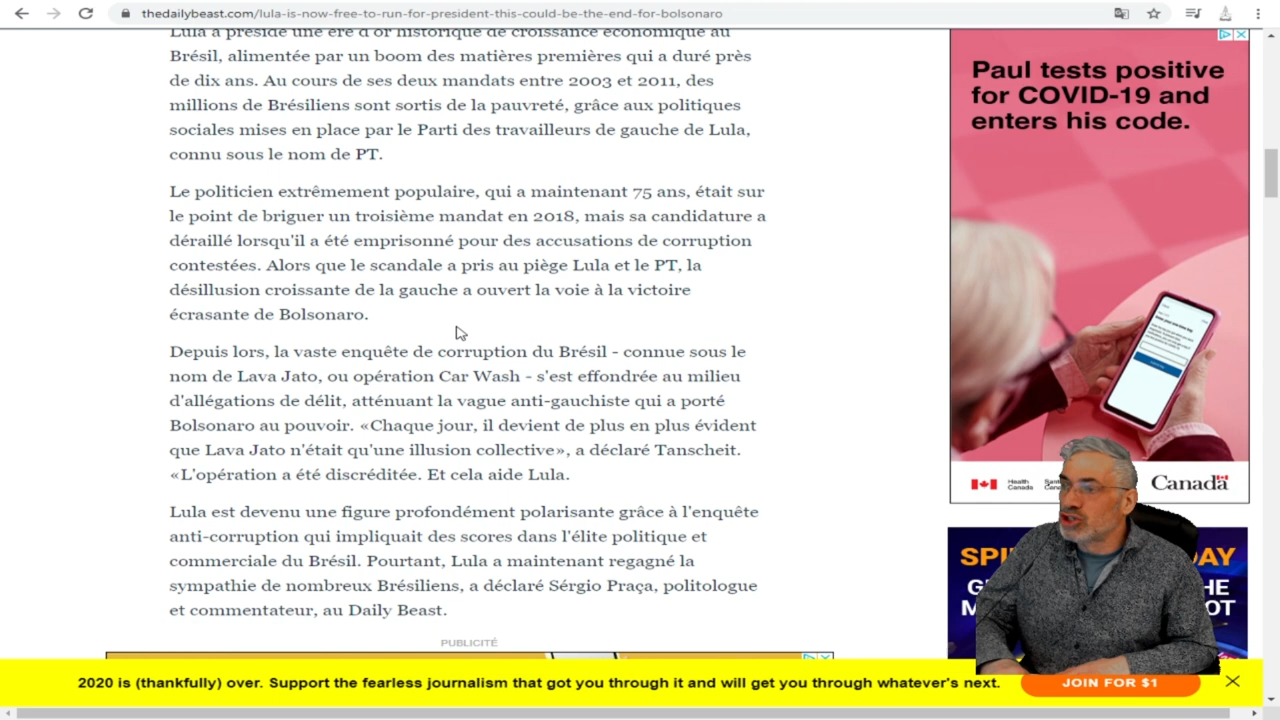 thedailybeast.com/lula-is-now-free-to-run-for-president-this-could-be-the-end-for-bolsonaro
Lula a présidé une ère d'or historique de croissance économique au
Brésil, alimentée par un boom des matières premières qui a duré près
de dix ans. Au cours de ses deux mandats entre 2003 et 2011, des
millions de Brésiliens sont sortis de la pauvreté, grâce aux politiques
sociales mises en place par le Parti des travailleurs de gauche de Lula,
connu sous le nom de PT.
Le politicien extrêmement populaire, qui a maintenant 75 ans, était sur
le point de briguer un troisième mandat en 2018, mais sa candidature a
déraillé lorsqu'il a été emprisonné pour des accusations de corruption
contestées. Alors que le scandale a pris au piège Lula et le PT, la
désillusion croissante de la gauche a ouvert la voie à la victoire
écrasante de Bolsonaro.
Depuis lors, la vaste enquête de corruption du Brésil - connue sous le
nom de Lava Jato, ou opération Car Wash - s'est effondrée au milieu
d'allégations de délit, atténuant la vague anti-gauchiste qui a porté
Bolsonaro au pouvoir. «Chaque jour, il devient de plus en plus évident
que Lava Jato n'était qu'une illusion collective», a déclaré Tanscheit.
«L'opération a été discréditée. Et cela aide Lula.
Lula est devenu une figure profondément polarisante grâce à l'enquête
anti-corruption qui impliquait des scores dans l'élite politique et
commerciale du Brésil. Pourtant, Lula a maintenant regagné la
sympathie de nombreux Brésiliens, a déclaré Sérgio Praça, politologue
et commentateur, au Daily Beast.
PUBLICITÉ
Paul tests positive
for COVID-19 and
enters his code.
Health
Canada
Canada
2020 is (thankfully) over. Support the fearless journalism that got you through it and will get you through whatever's next.
JOIN FOR $1